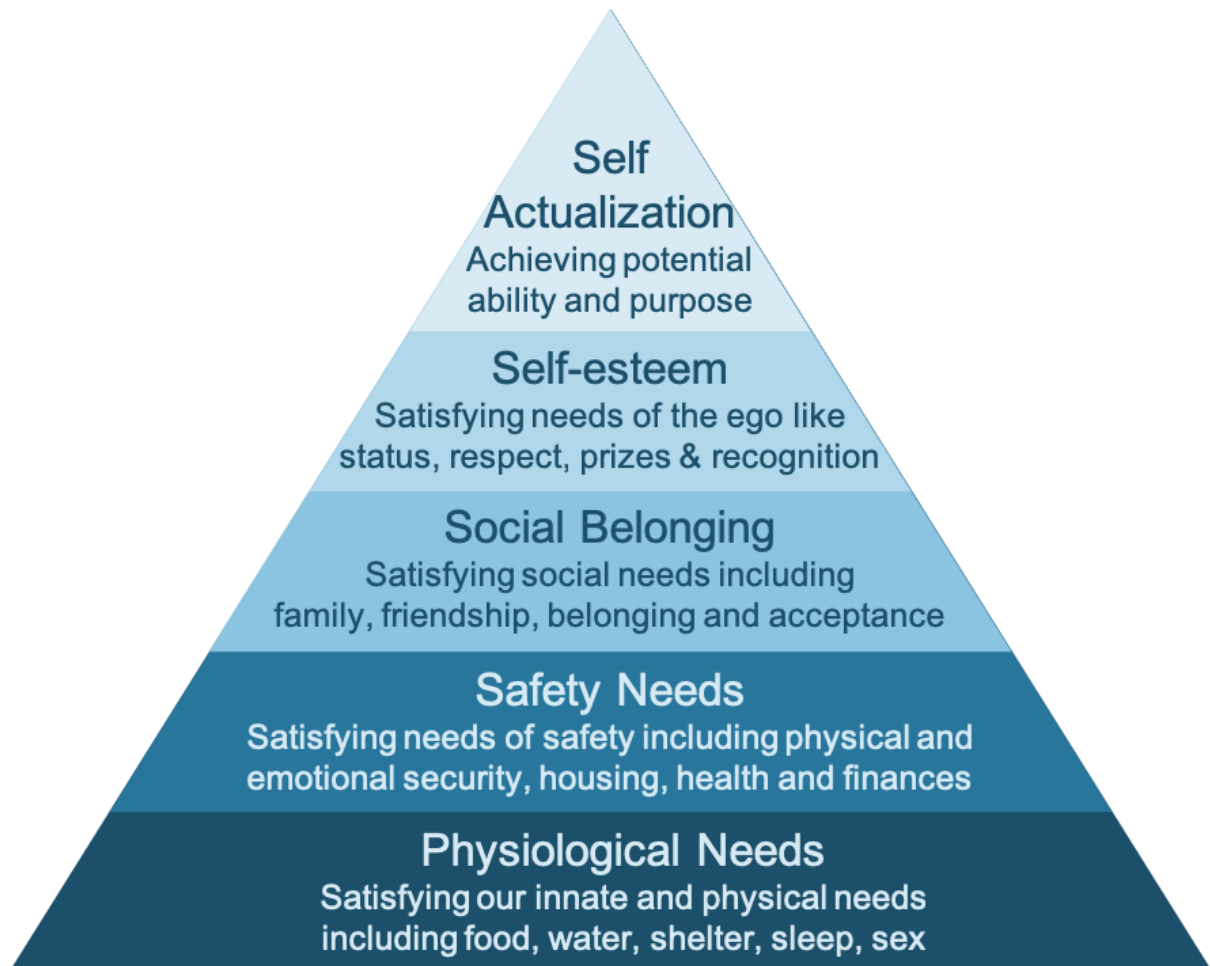 Self
Actualization
Achieving potential
ability and purpose
Self-esteem
Satisfying needs of the ego like
status, respect, prizes & recognition
Social Belonging
Satisfying social needs including
family, friendship, belonging and acceptance
Safety Needs
Satisfying needs of safety including physical and
emotional security, housing, health and finances
Physiological Needs
Satisfying our innate and physical needs
including food, water, shelter, sleep, sex